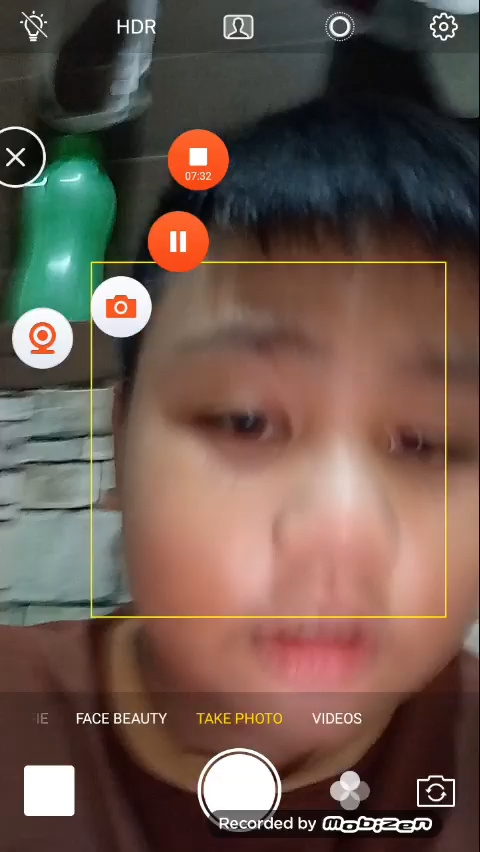 HDR
07:32
IE
FACE BEAUTY
TAKE PHOTO
VIDEOS
Recorded by Mobizen